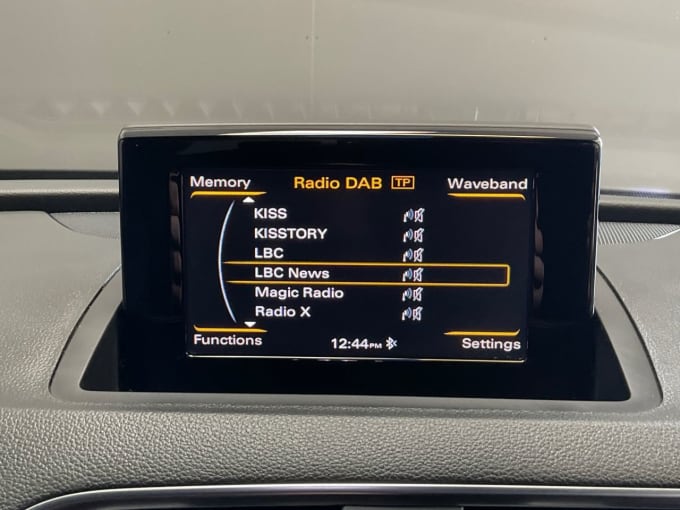 Memory Radio DAB TP Waveband
KISS
KISSTORY
LBC
LBC News
Magic Radio
Radio X
Functions 12:44PM Settings